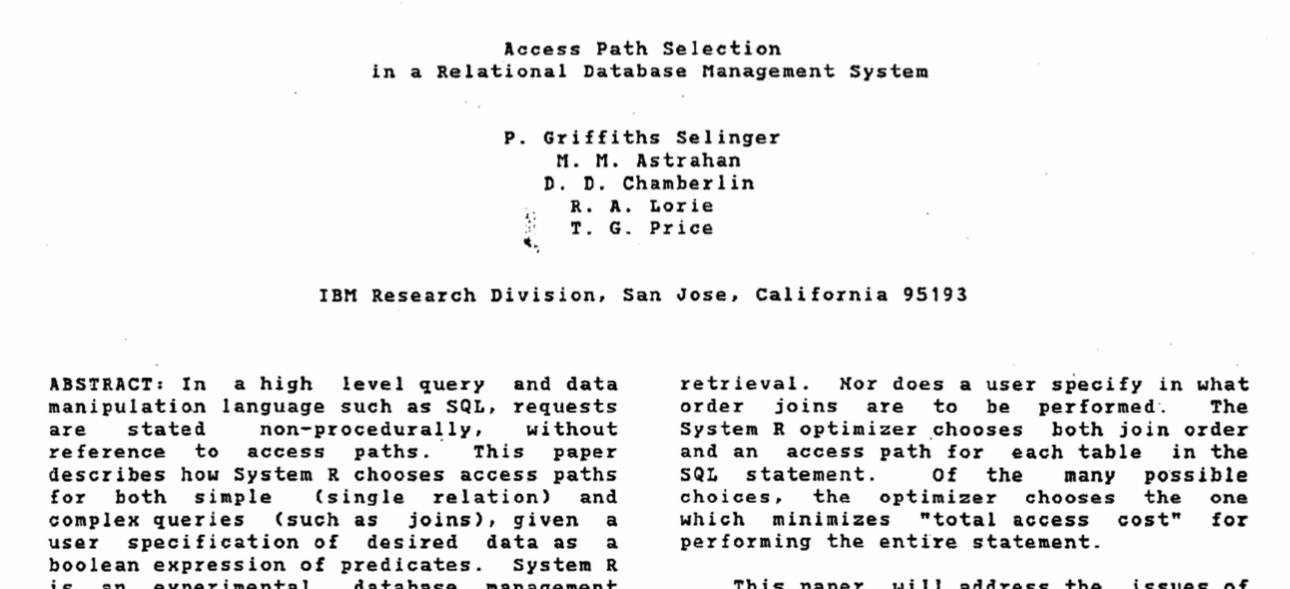 Access Path Selection
in a Relational Database Management System
P. Griffiths Selinger
M. M. Astrahan
D. D. Chamberlin
R. A. Lorie
T. G. Price
IBM Research Division, San Jose, California 95193
ABSTRACT: In a high level query and data
manipulation language such as SQL, requests
are stated non-procedurally, without
reference to access paths. This paper
describes how System R chooses access paths
for both simple (single relation) and
complex queries (such as joins), given a
user specification of desired data as a
boolean expression of predicates. System R
is an experimental database management
retrieval. Nor does a user specify in what
order joins are to be performed. The
System R optimizer chooses both join order
and an access path for each table in the
SQL statement. Of the many possible
choices, the optimizer chooses the one
which minimizes "total access cost" for
performing the entire statement.
This paper will address the issues of